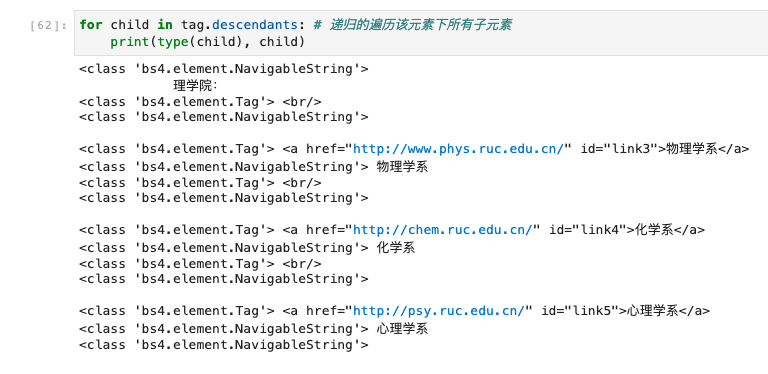 [62]: for child in tag.descendants: # 递归的遍历该元素下所有子元素
print(type(child), child)
<class 'bs4.element.NavigableString'>
理学院:
<class 'bs4.element.Tag'> <br/>
<class 'bs4.element.NavigableString'>
<class 'bs4.element.Tag'> <a href="http://www.phys.ruc.edu.cn/" id="link3">物理学系</a>
<class 'bs4.element.NavigableString'> 物理学系
<class 'bs4.element.Tag'> <br/>
<class 'bs4.element.NavigableString'>
<class 'bs4.element.Tag'> <a href="http://chem.ruc.edu.cn/" id="link4">化学系</a>
<class 'bs4.element.NavigableString'> 化学系
<class 'bs4.element.Tag'> <br/>
<class 'bs4.element.NavigableString'>
<class 'bs4.element.Tag'> <a href="http://psy.ruc.edu.cn/" id="link5">心理学系</a>
<class 'bs4.element.NavigableString'> 心理学系
<class 'bs4.element.NavigableString'>